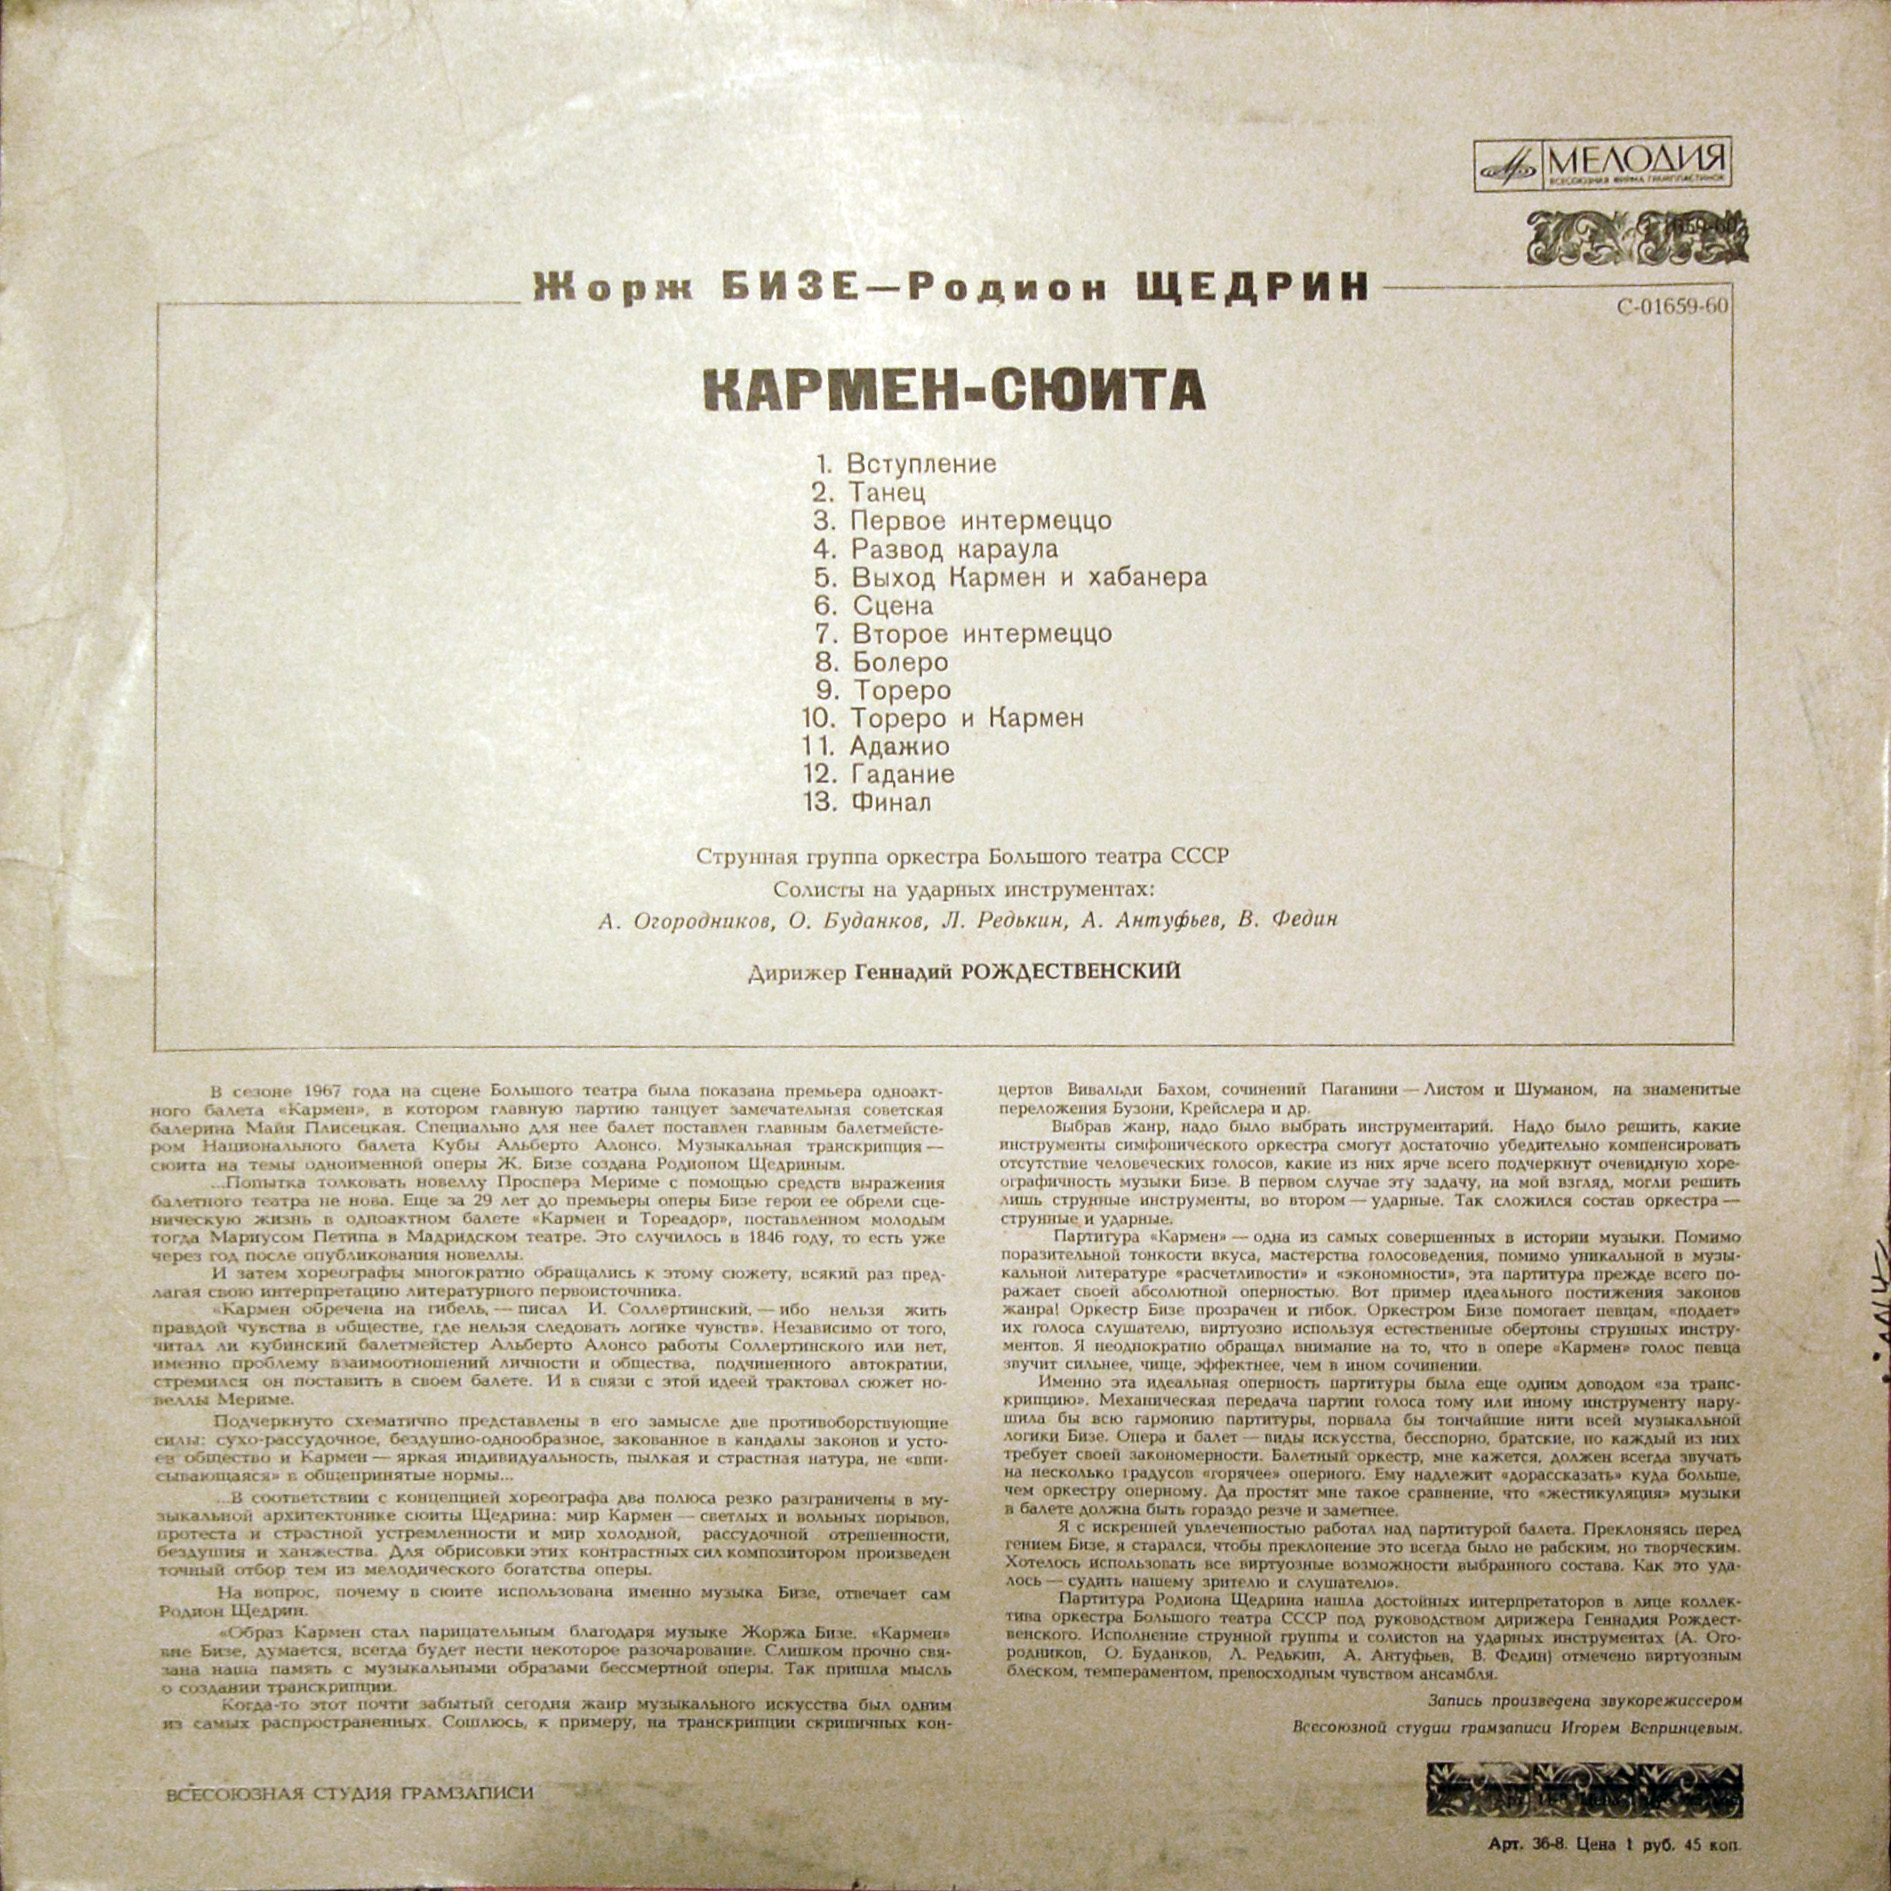 МЕЛОДИЯ
ВСЕСОЮЗНАЯ ФИРМА ГРАМПЛАСТИНОК
Жорж БИЗЕ—Родион ЩЕДРИН
С-01659-60
КАРМЕН-СЮИТА
1. Вступление
2. Танец
3. Первое интермеццо
4. Развод караула
5. Выход Кармен и хабанера
6. Сцена
7. Второе интермеццо
8. Болеро
9. Тореро
10. Тореро и Кармен
11. Адажио
12. Гадание
13. Финал
Струнная группа оркестра Большого театра СССР
Солисты на ударных инструментах:
А. Огородников, О. Буданков, Л. Редькин, А. Антуфьев, В. Федин
Дирижер Геннадий РОЖДЕСТВЕНСКИЙ
В сезоне 1967 года на сцене Большого театра была показана премьера одноакт-
ного балета «Кармен», в котором главную партию танцует замечательная советская
балерина Майя Плисецкая. Специально для нее балет поставлен главным балетмейсте-
ром Национального балета Кубы Альберто Алонсо. Музыкальная транскрипция —
сюита на темы одноименной оперы Ж. Бизе создана Родионом Щедриным.
...Попытка толковать новеллу Проспера Мериме с помощью средств выражения
балетного театра не нова. Еще за 29 лет до премьеры оперы Бизе герои ее обрели сце-
ническую жизнь в одноактном балете «Кармен и Тореадор», поставленном молодым
тогда Мариусом Петипа в Мадридском театре. Это случилось в 1846 году, то есть уже
через год после опубликования новеллы.
И затем хореографы многократно обращались к этому сюжету, всякий раз пред-
лагая свою интерпретацию литературного первоисточника.
«Кармен обречена на гибель, — писал И. Соллертинский, — ибо нельзя жить
правдой чувства в обществе, где нельзя следовать логике чувств». Независимо от того,
читал ли кубинский балетмейстер Альберто Алонсо работы Соллертинского или нет,
именно проблему взаимоотношений личности и общества, подчиненного автократии,
стремился он поставить в своем балете. И в связи с этой идеей трактовал сюжет но-
веллы Мериме.
Подчеркнуто схематично представлены в его замысле две противоборствующие
силы: сухо-рассудочное, бездушно-однообразное, закованное в кандалы законов и усто-
ев общество и Кармен — яркая индивидуальность, пылкая и страстная натура, не «впи-
сывающаяся» в общепринятые нормы...
...В соответствии с концепцией хореографа два полюса резко разграничены в му-
зыкальной архитектонике сюиты Щедрина: мир Кармен — светлых и вольных порывов,
протеста и страстной устремленности и мир холодной, рассудочной отрешенности,
бездушия и ханжества. Для обрисовки этих контрастных сил композитором произведен
точный отбор тем из мелодического богатства оперы.
На вопрос, почему в сюите использована именно музыка Бизе, отвечает сам
Родион Щедрин.
«Образ Кармен стал нарицательным благодаря музыке Жоржа Бизе. «Кармен»
вне Бизе, думается, всегда будет нести некоторое разочарование. Слишком прочно свя-
зана наша память с музыкальными образами бессмертной оперы. Так пришла мысль
о создании транскрипции.
Когда-то этот почти забытый сегодня жанр музыкального искусства был одним
из самых распространенных. Сошлюсь, к примеру, на транскрипции скрипичных кон-
цертов Вивальди Бахом, сочинений Паганини — Листом и Шуманом, на знаменитые
переложения Бузони, Крейслера и др.
Выбрав жанр, надо было выбрать инструментарий. Надо было решить, какие
инструменты симфонического оркестра смогут достаточно убедительно компенсировать
отсутствие человеческих голосов, какие из них ярче всего подчеркнут очевидную хоре-
ографичность музыки Бизе. В первом случае эту задачу, на мой взгляд, могли решить
лишь струнные инструменты, во втором — ударные. Так сложился состав оркестра —
струнные и ударные.
Партитура «Кармен» — одна из самых совершенных в истории музыки. Помимо
поразительной тонкости вкуса, мастерства голосоведения, помимо уникальной в музы-
кальной литературе «расчетливости» и «экономности», эта партитура прежде всего по-
ражает своей абсолютной оперностью. Вот пример идеального постижения законов
жанра! Оркестр Бизе прозрачен и гибок. Оркестром Бизе помогает певцам, «подает»
их голоса слушателю, виртуозно используя естественные обертоны струнных инстру-
ментов. Я неоднократно обращал внимание на то, что в опере «Кармен» голос певца
звучит сильнее, чище, эффектнее, чем в ином сочинении.
Именно эта идеальная оперность партитуры была еще одним доводом «за транс-
крипцию». Механическая передача партии голоса тому или иному инструменту нару-
шила бы всю гармонию партитуры, порвала бы тончайшие нити всей музыкальной
логики Бизе. Опера и балет — виды искусства, бесспорно, братские, но каждый из них
требует своей закономерности. Балетный оркестр, мне кажется, должен всегда звучать
на несколько градусов «горячее» оперного. Ему надлежит «дорассказать» куда больше,
чем оркестру оперному. Да простят мне такое сравнение, что «жестикуляция» музыки
в балете должна быть гораздо резче и заметнее.
Я с искренней увлеченностью работал над партитурой балета. Преклоняясь перед
гением Бизе, я старался, чтобы преклонение это всегда было не рабским, но творческим.
Хотелось использовать все виртуозные возможности выбранного состава. Как это уда-
лось — судить нашему зрителю и слушателю».
Партитура Родиона Щедрина нашла достойных интерпретаторов в лице коллек-
тива оркестра Большого театра СССР под руководством дирижера Геннадия Рождест-
венского. Исполнение струнной группы и солистов на ударных инструментах (А. Ого-
родников, О. Буданков, Л. Редькин, А. Антуфьев, В. Федин) отмечено виртуозным
блеском, темпераментом, превосходным чувством ансамбля.
Запись произведена звукорежиссером
Всесоюзной студии грамзаписи Игорем Вепринцевым.
ВСЕСОЮЗНАЯ СТУДИЯ ГРАМЗАПИСИ
Арт. 36-8. Цена 1 руб. 45 коп.